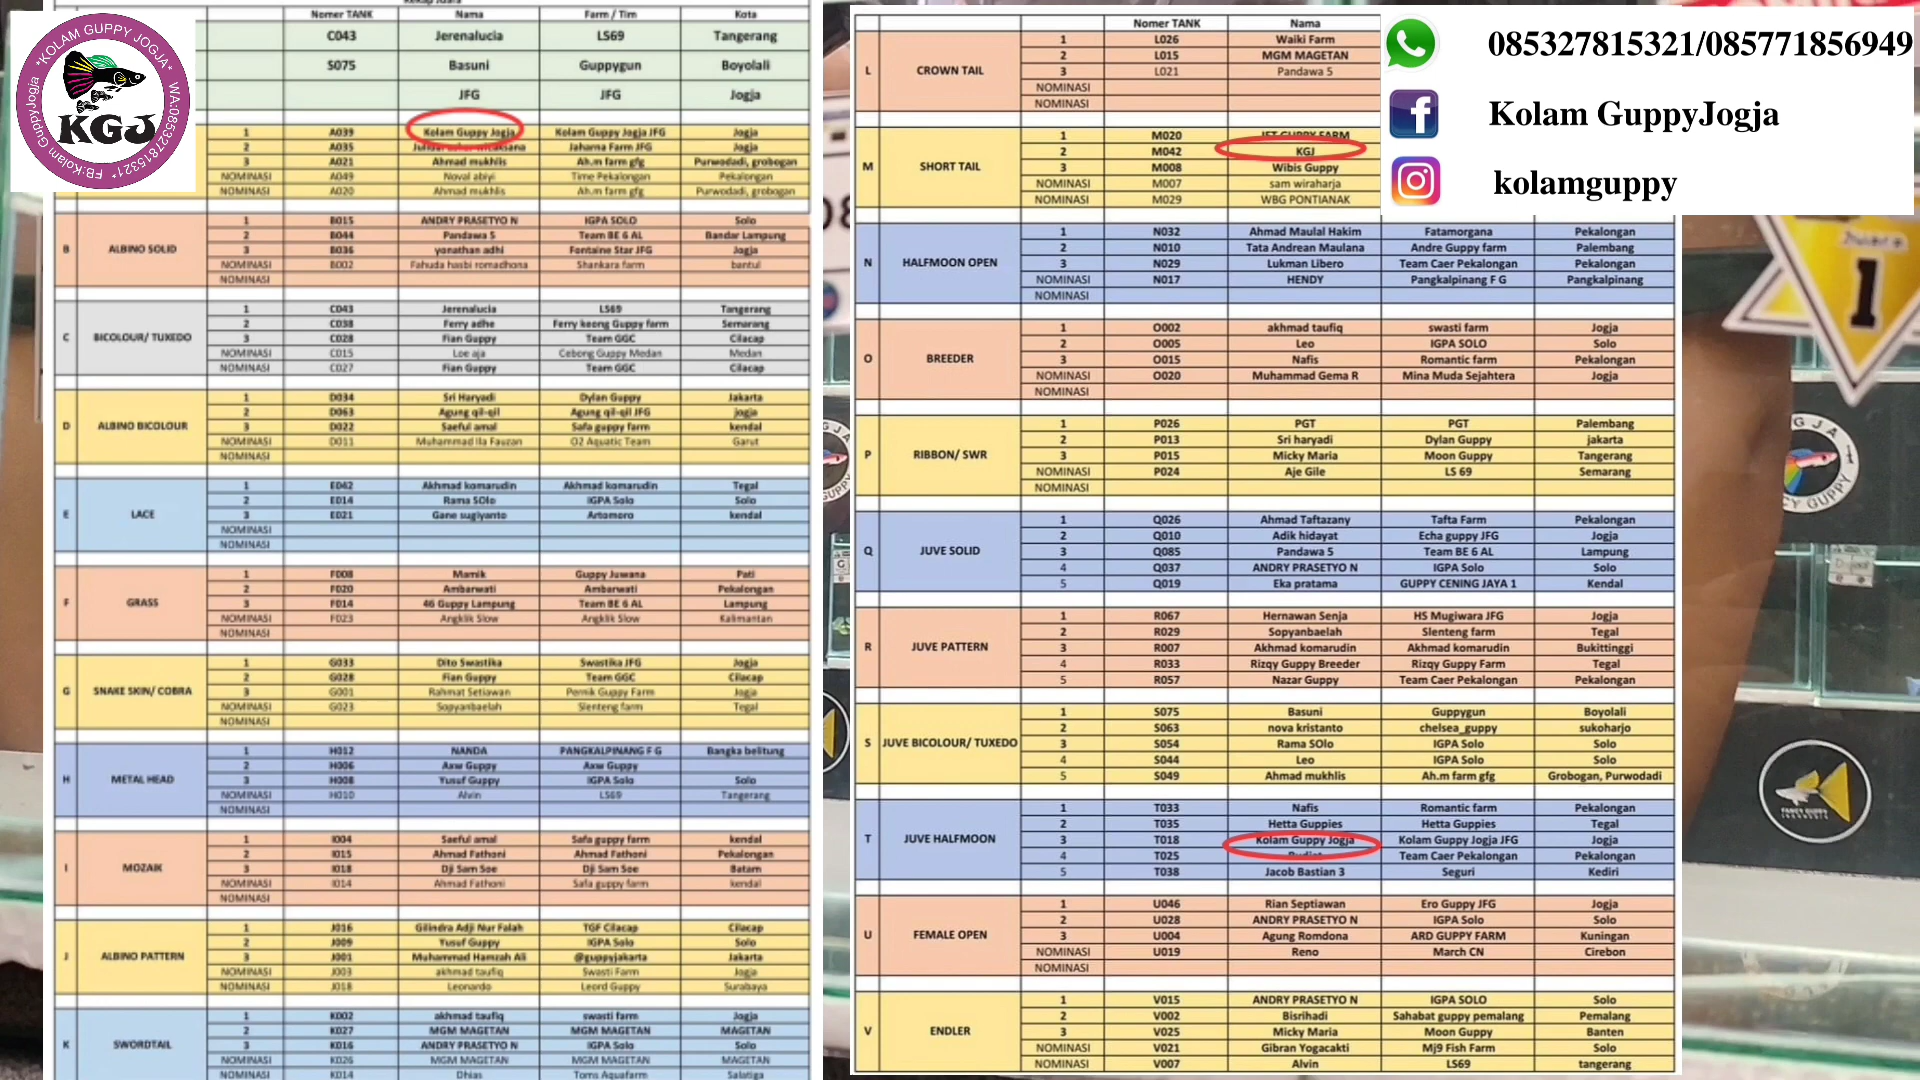 Rekap Juara
Nomer TANK Nama Farm / Tim Kota
C043 Jerenalucia LS69 Tangerang
S075 Basuni Guppygun Boyolali
JFG JFG Jogja
1 A039 Kolam Guppy Jogja Kolam Guppy Jogja JFG Jogja
2 A035 Jaharna Farm JFG Jogja
3 A021 Ahmad mukhlis Ah.m farm gfg Purwodadi, grobogan
NOMINASI A049 Noval abiyi Time Pekalongan Pekalongan
NOMINASI A020 Ahmad mukhlis Ah.m farm gfg Purwodadi, grobogan
B ALBINO SOLID
1 B015 ANDRY PRASETYO N IGPA SOLO Solo
2 B044 Pandawa 5 Team BE 6 AL Bandar Lampung
3 B036 yonathan adhi Fontaine Star JFG Jogja
NOMINASI B002 Fahuda hasbi romadhona Shankara farm bantul
NOMINASI
C BICOLOUR/ TUXEDO
1 C043 Jerenalucia LS69 Tangerang
2 C038 Ferry adhe Ferry keong Guppy farm Semarang
3 C028 Fian Guppy Team GGC Cilacap
NOMINASI C015 Loe aja Cebong Guppy Medan Medan
NOMINASI C027 Fian Guppy Team GGC Cilacap
D ALBINO BICOLOUR
1 D034 Sri Haryadi Dylan Guppy Jakarta
2 D063 Agung qil-qil Agung qil-qil JFG jogja
3 D022 Saeful amal Safa guppy farm kendal
NOMINASI D011 Muhammad Ila Fauzan O2 Aquatic Team Garut
NOMINASI
E LACE
1 E042 Akhmad komarudin Akhmad komarudin Tegal
2 E014 Rama SOlo IGPA Solo Solo
3 E021 Gane sugiyanto Artomoro kendal
NOMINASI
NOMINASI
F GRASS
1 F008 Mamik Guppy Juwana Pati
2 F020 Ambarwati Ambarwati Pekalongan
3 F014 46 Guppy Lampung Team BE 6 AL Lampung
NOMINASI F023 Angklik Slow Angklik Slow Kalimantan
NOMINASI
G SNAKE SKIN/ COBRA
1 G033 Dito Swastika Swastika JFG Jogja
2 G028 Fian Guppy Team GGC Cilacap
3 G001 Rahmat Setiawan Pernik Guppy Farm Jogja
NOMINASI G023 Sopyanbaelah Slenteng farm Tegal
NOMINASI
H METAL HEAD
1 H012 NANDA PANGKALPINANG F G Bangka belitung
2 H006 Axw Guppy Axw Guppy
3 H008 Yusuf Guppy IGPA Solo Solo
NOMINASI H010 Alvin LS69 Tangerang
NOMINASI
I MOZAIK
1 I004 Saeful amal Safa guppy farm kendal
2 I015 Ahmad Fathoni Ahmad Fathoni Pekalongan
3 I018 Dji Sam Soe Dji Sam Soe Batam
NOMINASI I014 Ahmad Fathoni Safa guppy farm kendal
NOMINASI
J ALBINO PATTERN
1 J016 Gilindra Adji Nur Falah TGF Cilacap Cilacap
2 J009 Yusuf Guppy IGPA Solo Solo
3 J001 Muhammad Hamzah Ali @guppyjakarta Jakarta
NOMINASI J003 akhmad taufiq Swasti Farm Jogja
NOMINASI J018 Leonardo Leord Guppy Surabaya
K SWORDTAIL
1 K002 akhmad taufiq swasti farm Jogja
2 K027 MGM MAGETAN MGM MAGETAN MAGETAN
3 K016 ANDRY PRASETYO N IGPA Solo Solo
NOMINASI K026 MGM MAGETAN MGM MAGETAN MAGETAN
NOMINASI K014 Dhias Toms Aquafarm Salatiga
Nomer TANK Nama
L CROWN TAIL
1 L026 Waiki Farm
2 L015 MGM MAGETAN
3 L021 Pandawa 5
NOMINASI
NOMINASI
M SHORT TAIL
1 M020 JFT GUPPY FARM
2 M042 KGJ
3 M008 Wibis Guppy
NOMINASI M007 sam wiraharja
NOMINASI M029 WBG PONTIANAK
N HALFMOON OPEN
1 N032 Ahmad Maulal Hakim Fatamorgana Pekalongan
2 N010 Tata Andrean Maulana Andre Guppy farm Palembang
3 N029 Lukman Libero Team Caer Pekalongan Pekalongan
NOMINASI N017 HENDY Pangkalpinang F G Pangkalpinang
NOMINASI
O BREEDER
1 O002 akhmad taufiq swasti farm Jogja
2 O005 Leo IGPA SOLO Solo
3 O015 Nafis Romantic farm Pekalongan
NOMINASI O020 Muhammad Gema R Mina Muda Sejahtera Jogja
NOMINASI
P RIBBON/ SWR
1 P026 PGT PGT Palembang
2 P013 Sri haryadi Dylan Guppy jakarta
3 P015 Micky Maria Moon Guppy Tangerang
NOMINASI P024 Aje Gile LS 69 Semarang
NOMINASI
Q JUVE SOLID
1 Q026 Ahmad Taftazany Tafta Farm Pekalongan
2 Q010 Adik hidayat Echa guppy JFG Jogja
3 Q085 Pandawa 5 Team BE 6 AL Lampung
4 Q037 ANDRY PRASETYO N IGPA Solo Solo
5 Q019 Eka pratama GUPPY CENING JAYA 1 Kendal
R JUVE PATTERN
1 R067 Hernawan Senja HS Mugiwara JFG Jogja
2 R029 Sopyanbaelah Slenteng farm Tegal
3 R007 Akhmad komarudin Akhmad komarudin Bukittinggi
4 R033 Rizqy Guppy Breeder Rizqy Guppy Farm Tegal
5 R057 Nazar Guppy Team Caer Pekalongan Pekalongan
S JUVE BICOLOUR/ TUXEDO
1 S075 Basuni Guppygun Boyolali
2 S063 nova kristanto chelsea_guppy sukoharjo
3 S054 Rama SOlo IGPA Solo Solo
4 S044 Leo IGPA Solo Solo
5 S049 Ahmad mukhlis Ah.m farm gfg Grobogan, Purwodadi
T JUVE HALFMOON
1 T033 Nafis Romantic farm Pekalongan
2 T035 Hetta Guppies Hetta Guppies Tegal
3 T018 Kolam Guppy Jogja Kolam Guppy Jogja JFG Jogja
4 T025 Team Caer Pekalongan Pekalongan
5 T038 Jacob Bastian 3 Seguri Kediri
U FEMALE OPEN
1 U046 Rian Septiawan Ero Guppy JFG Jogja
2 U028 ANDRY PRASETYO N IGPA Solo Solo
3 U004 Agung Romdona ARD GUPPY FARM Kuningan
NOMINASI U019 Reno March CN Cirebon
NOMINASI
V ENDLER
1 V015 ANDRY PRASETYO N IGPA SOLO Solo
2 V002 Bisrihadi Sahabat guppy pemalang Pemalang
3 V025 Micky Maria Moon Guppy Banten
NOMINASI V021 Gibran Yogacakti Mj9 Fish Farm Solo
NOMINASI V007 Alvin LS69 tangerang
085327815321/085771856949
Kolam GuppyJogja
kolamguppy
*KOLAM GUPPY JOGJA*
WA:085327815321* *FB:Kolam GuppyJogja
KGJ
Juara
1